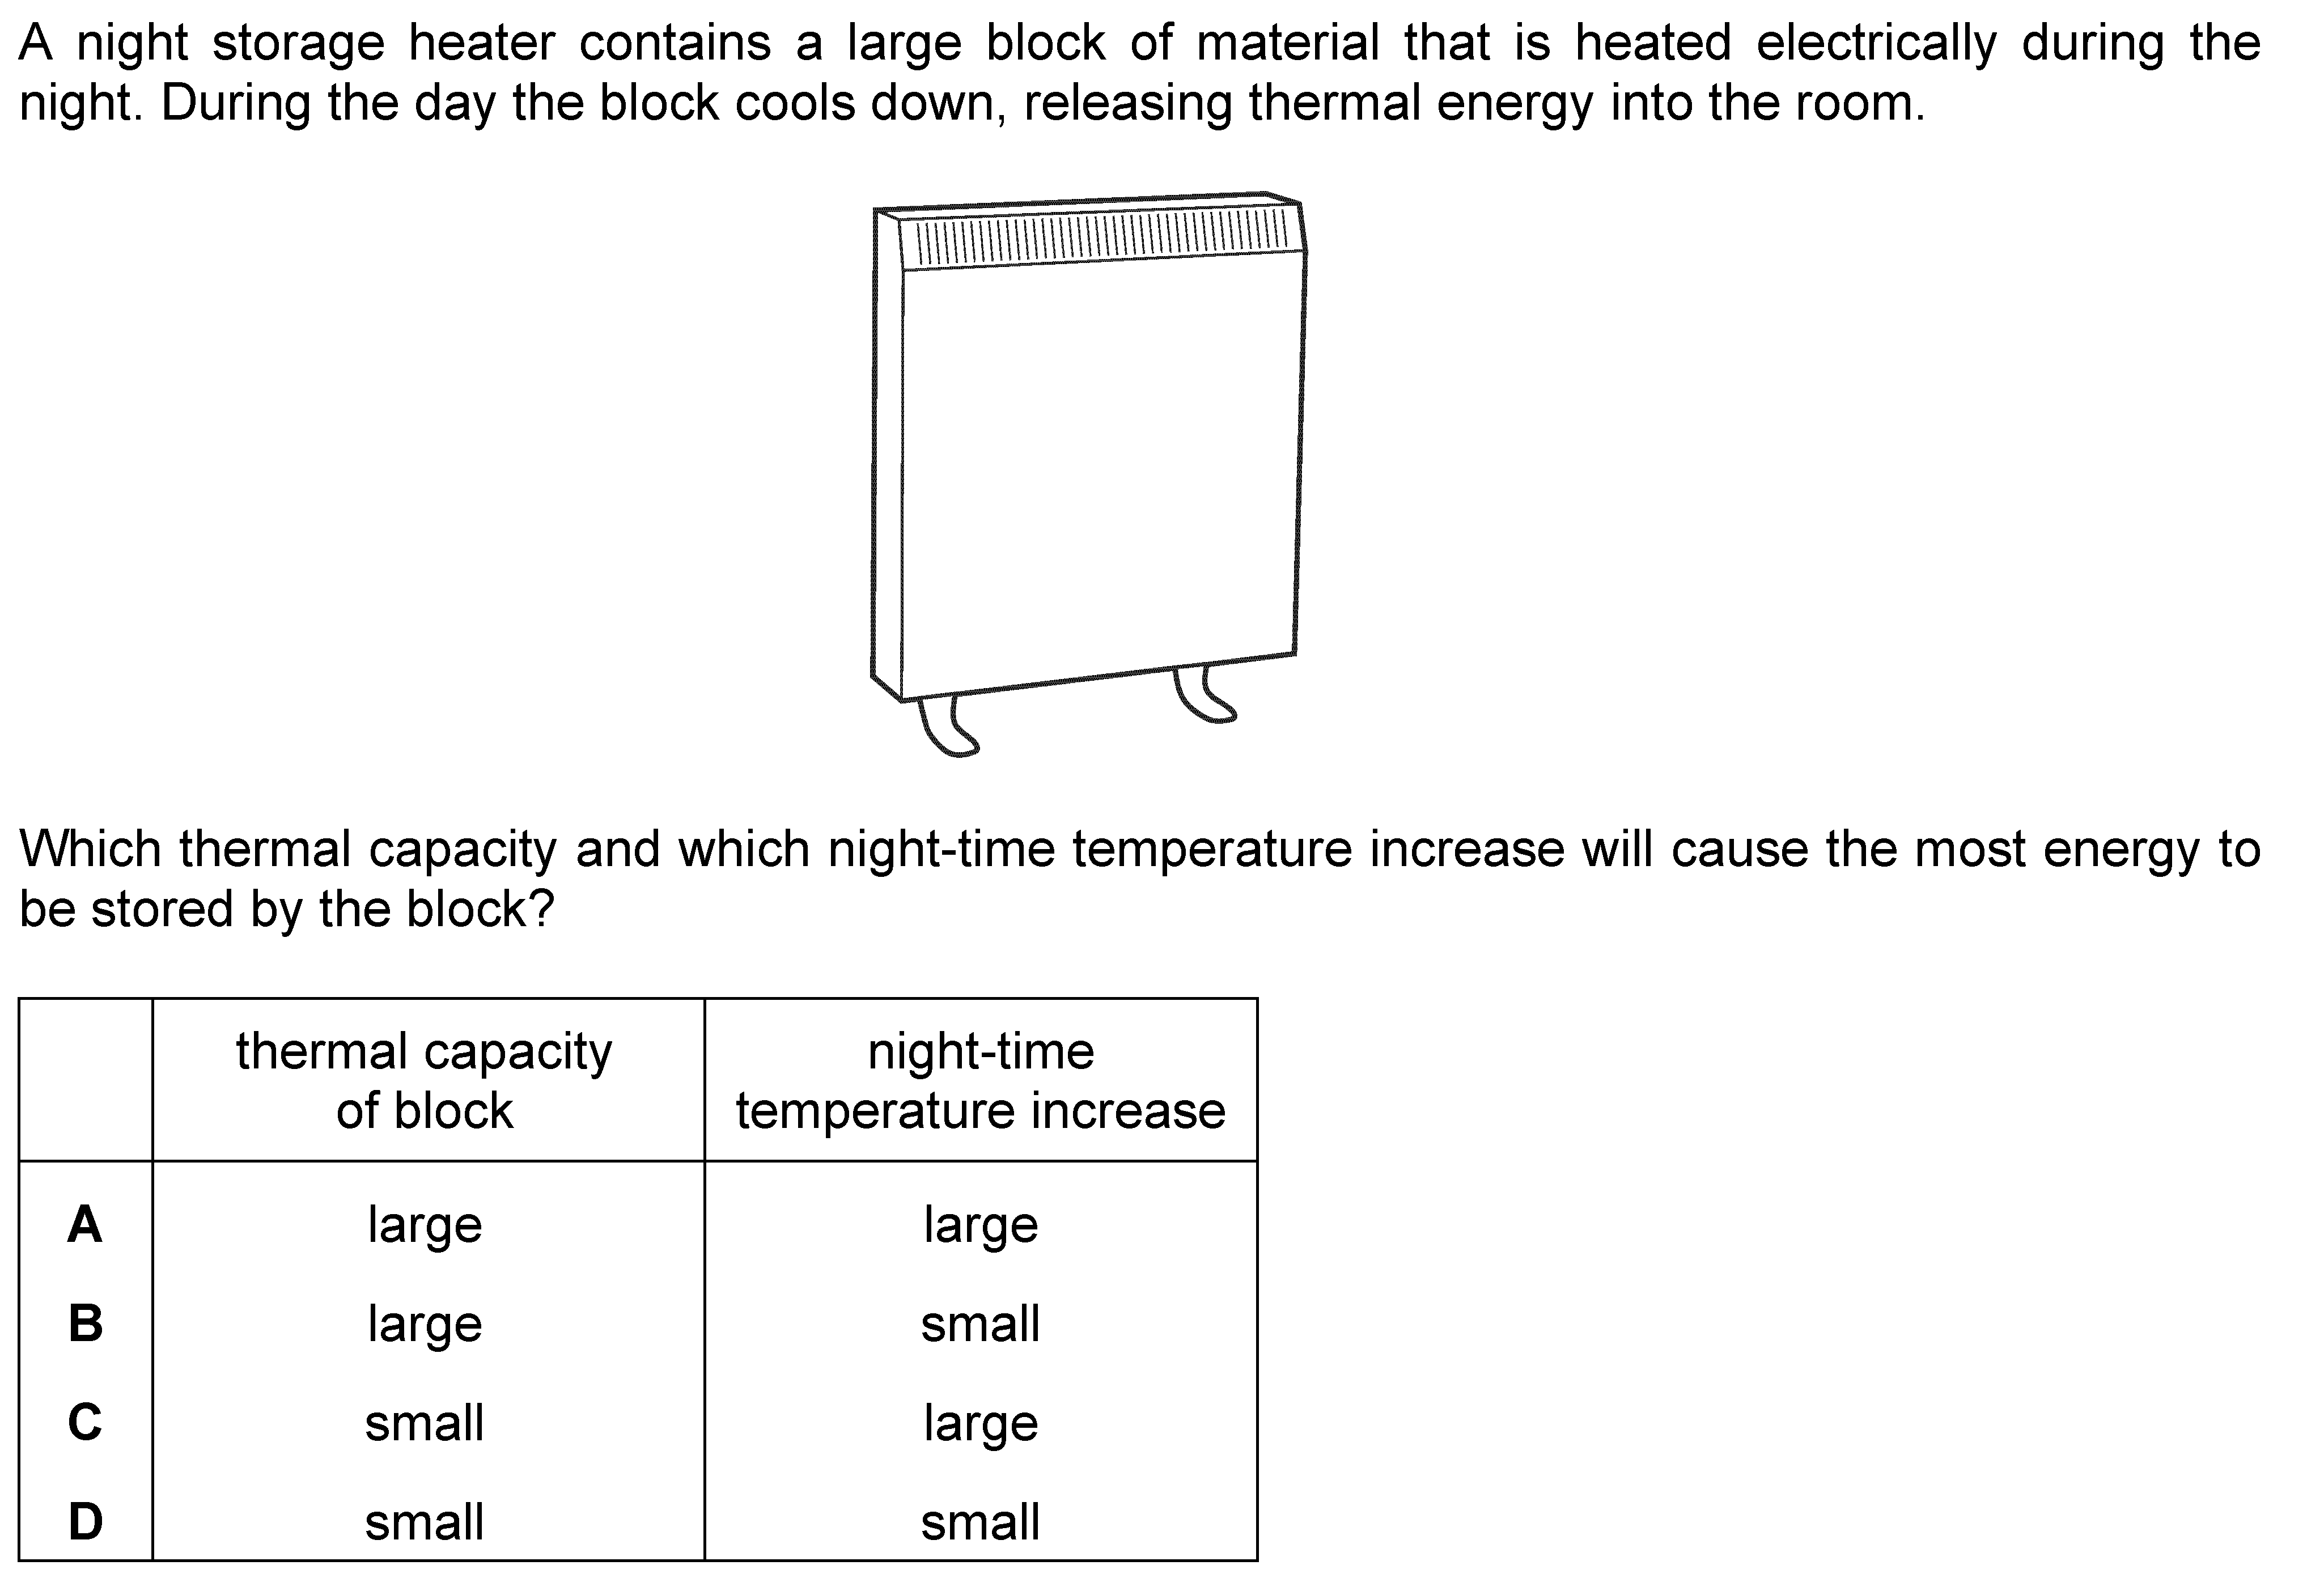 A night storage heater contains a large block of material that is heated electrically during the
night. During the day the block cools down, releasing thermal energy into the room.
Which thermal capacity and which night-time temperature increase will cause the most energy to
be stored by the block?
thermal capacity
of block
night-time
temperature increase
A large large
B large small
C small large
D small small